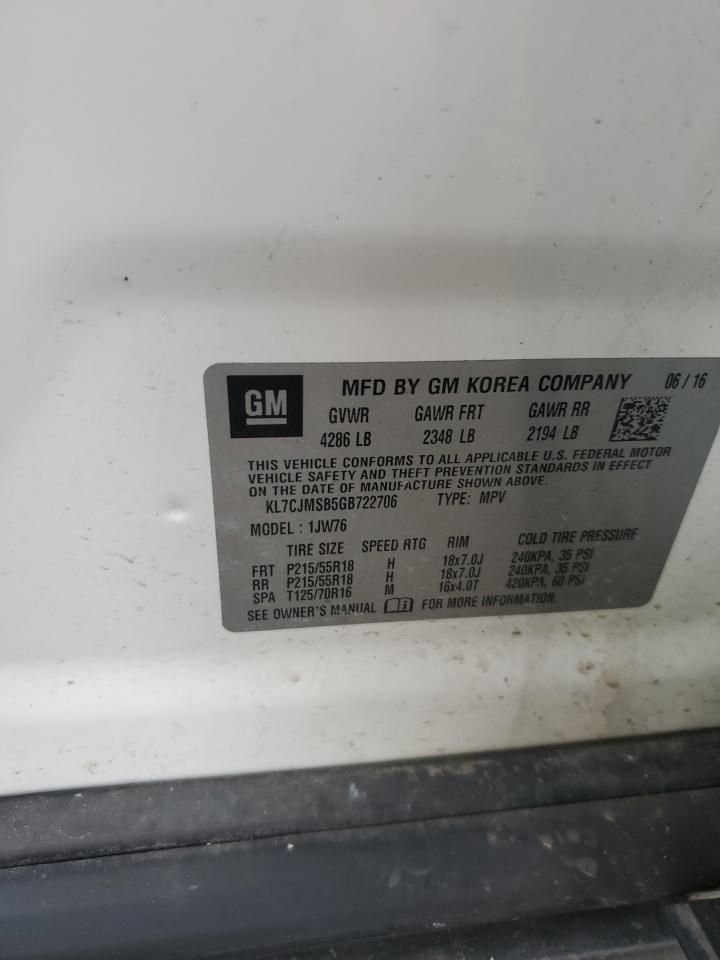 GM MFD BY GM KOREA COMPANY 06 / 16
GVWR GAWR FRT GAWR RR
4286 LB 2348 LB 2194 LB
THIS VEHICLE CONFORMS TO ALL APPLICABLE U.S. FEDERAL MOTOR
VEHICLE SAFETY AND THEFT PREVENTION STANDARDS IN EFFECT
ON THE DATE OF MANUFACTURE SHOWN ABOVE.
KL7CJMSB5GB722706 TYPE: MPV
MODEL : 1JW76
TIRE SIZE SPEED RTG RIM COLD TIRE PRESSURE
FRT P215/55R18 H 18x7.0J 240KPA, 35 PSI
RR P215/55R18 H 18x7.0J 240KPA, 35 PSI
SPA T125/70R16 M 16x4.0T 420KPA, 60 PSI
SEE OWNER'S MANUAL FOR MORE INFORMATION.